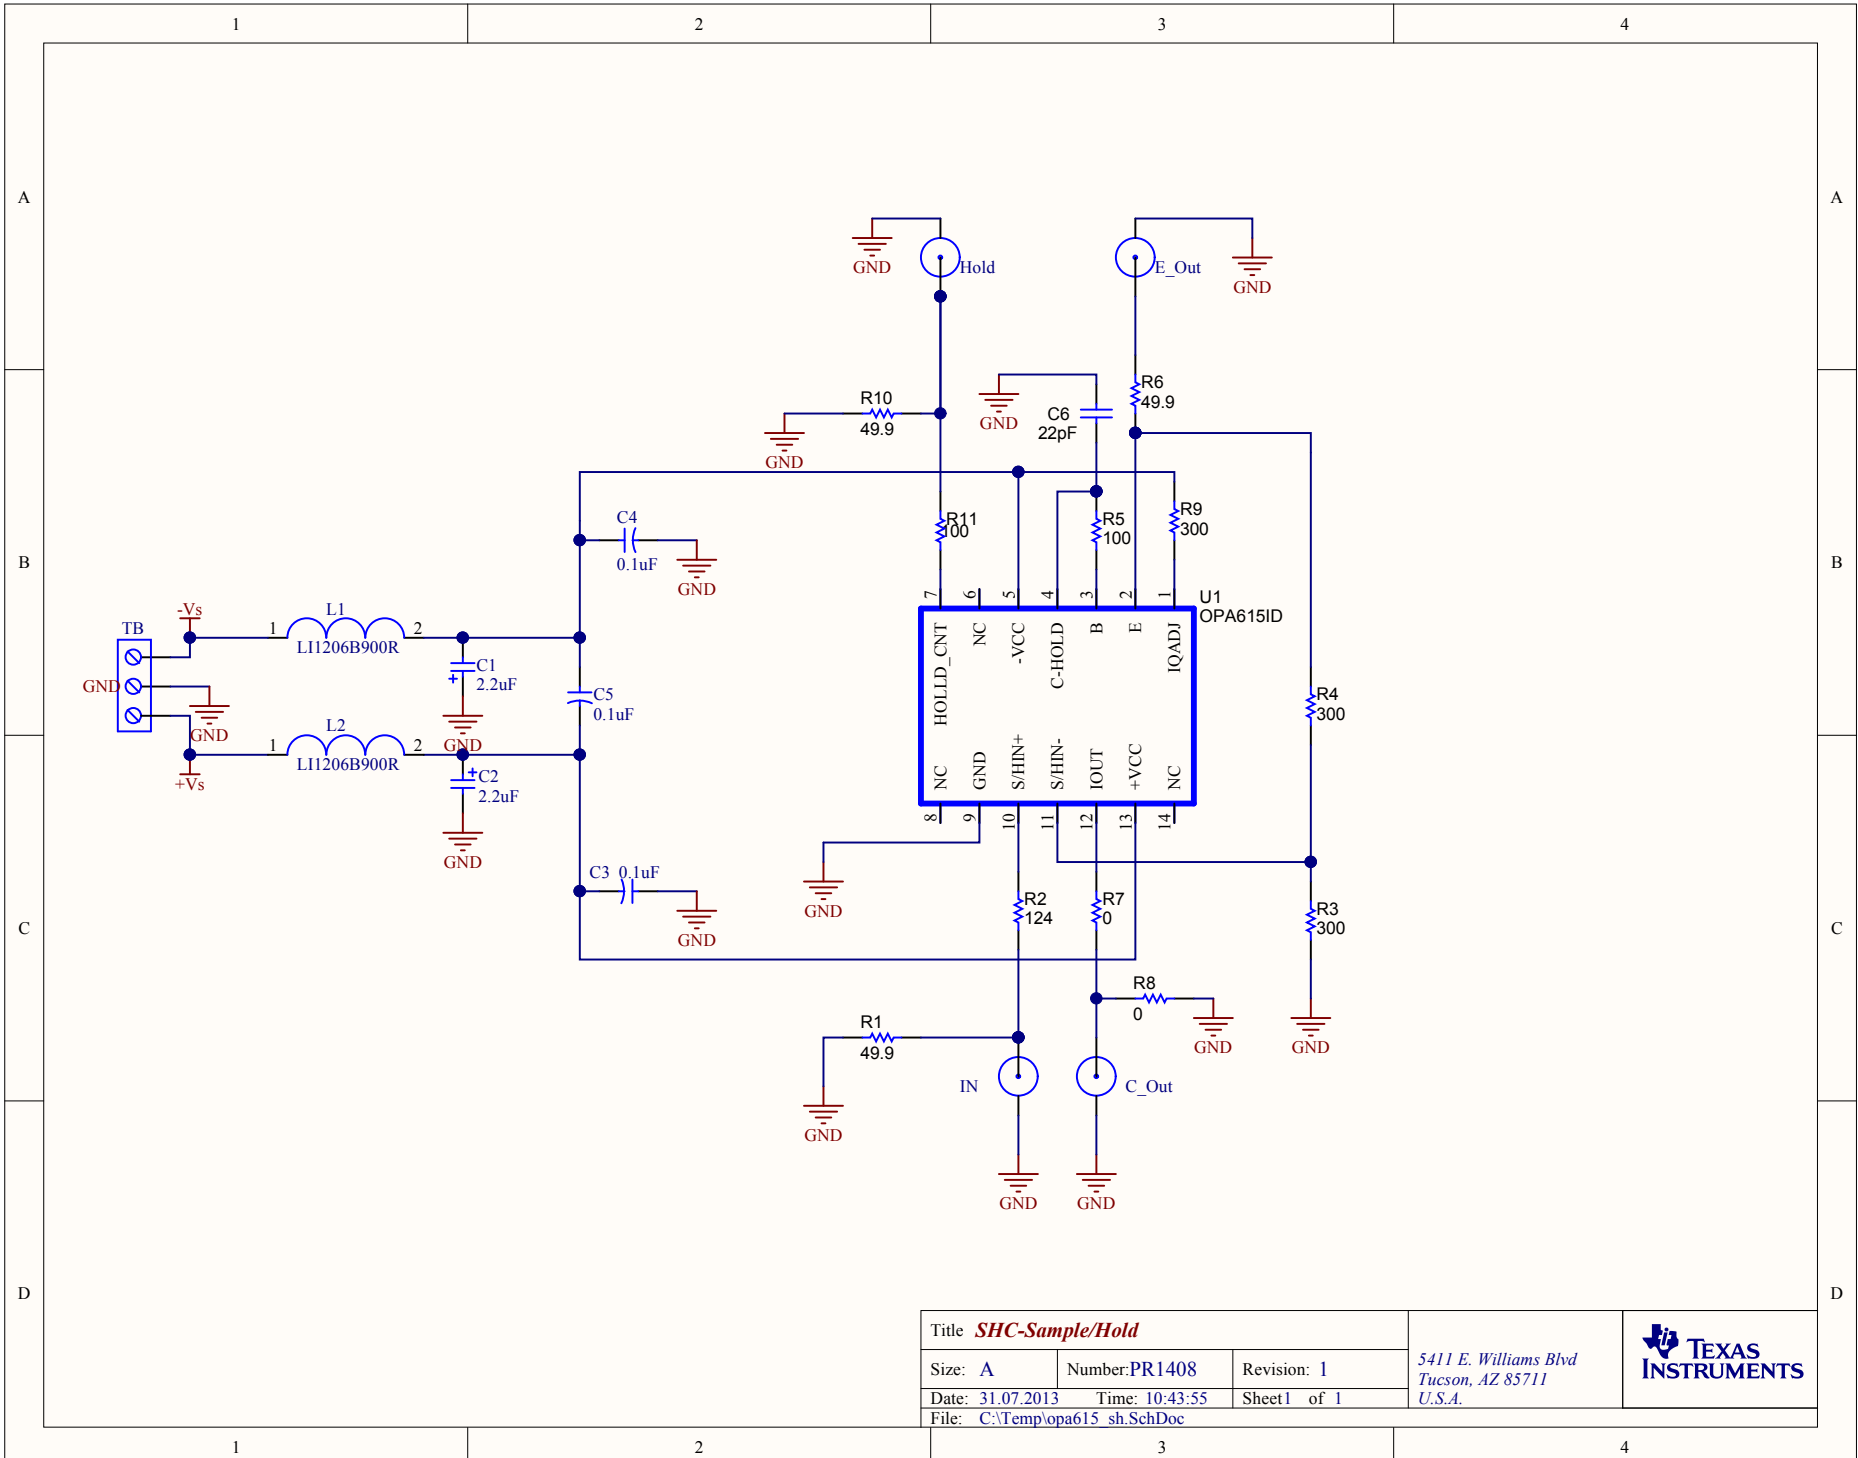 1 2 3 4
A A
GND Hold E_Out GND
R10
49.9
GND
GND
C6
22pF
R6
49.9
B B
C4
0.1uF
GND
R11
100
R5
100
R9
300
U1
OPA615ID
7 6 5 4 3 2 1
HOLLD_CNT NC -VCC C-HOLD B E IQADJ
NC GND S/HIN+ S/HIN- IOUT +VCC NC
8 9 10 11 12 13 14
TB
-Vs
GND
GND
+Vs
L1
1 2
LI1206B900R
L2
1 2
LI1206B900R
C1
2.2uF
+
GND
C5
0.1uF
+
C2
2.2uF
GND
R4
300
C C
C3 0.1uF
GND
GND
R2
124
R7
0
R3
300
R8
0
GND
GND
R1
49.9
GND
IN
C_Out
GND GND
D D
Title SHC-Sample/Hold
Size: A Number:PR1408 Revision: 1
Date: 31.07.2013 Time: 10:43:55 Sheet1 of 1
File: C:\Temp\opa615_sh.SchDoc
5411 E. Williams Blvd
Tucson, AZ 85711
U.S.A.
TEXAS
INSTRUMENTS
1 2 3 4